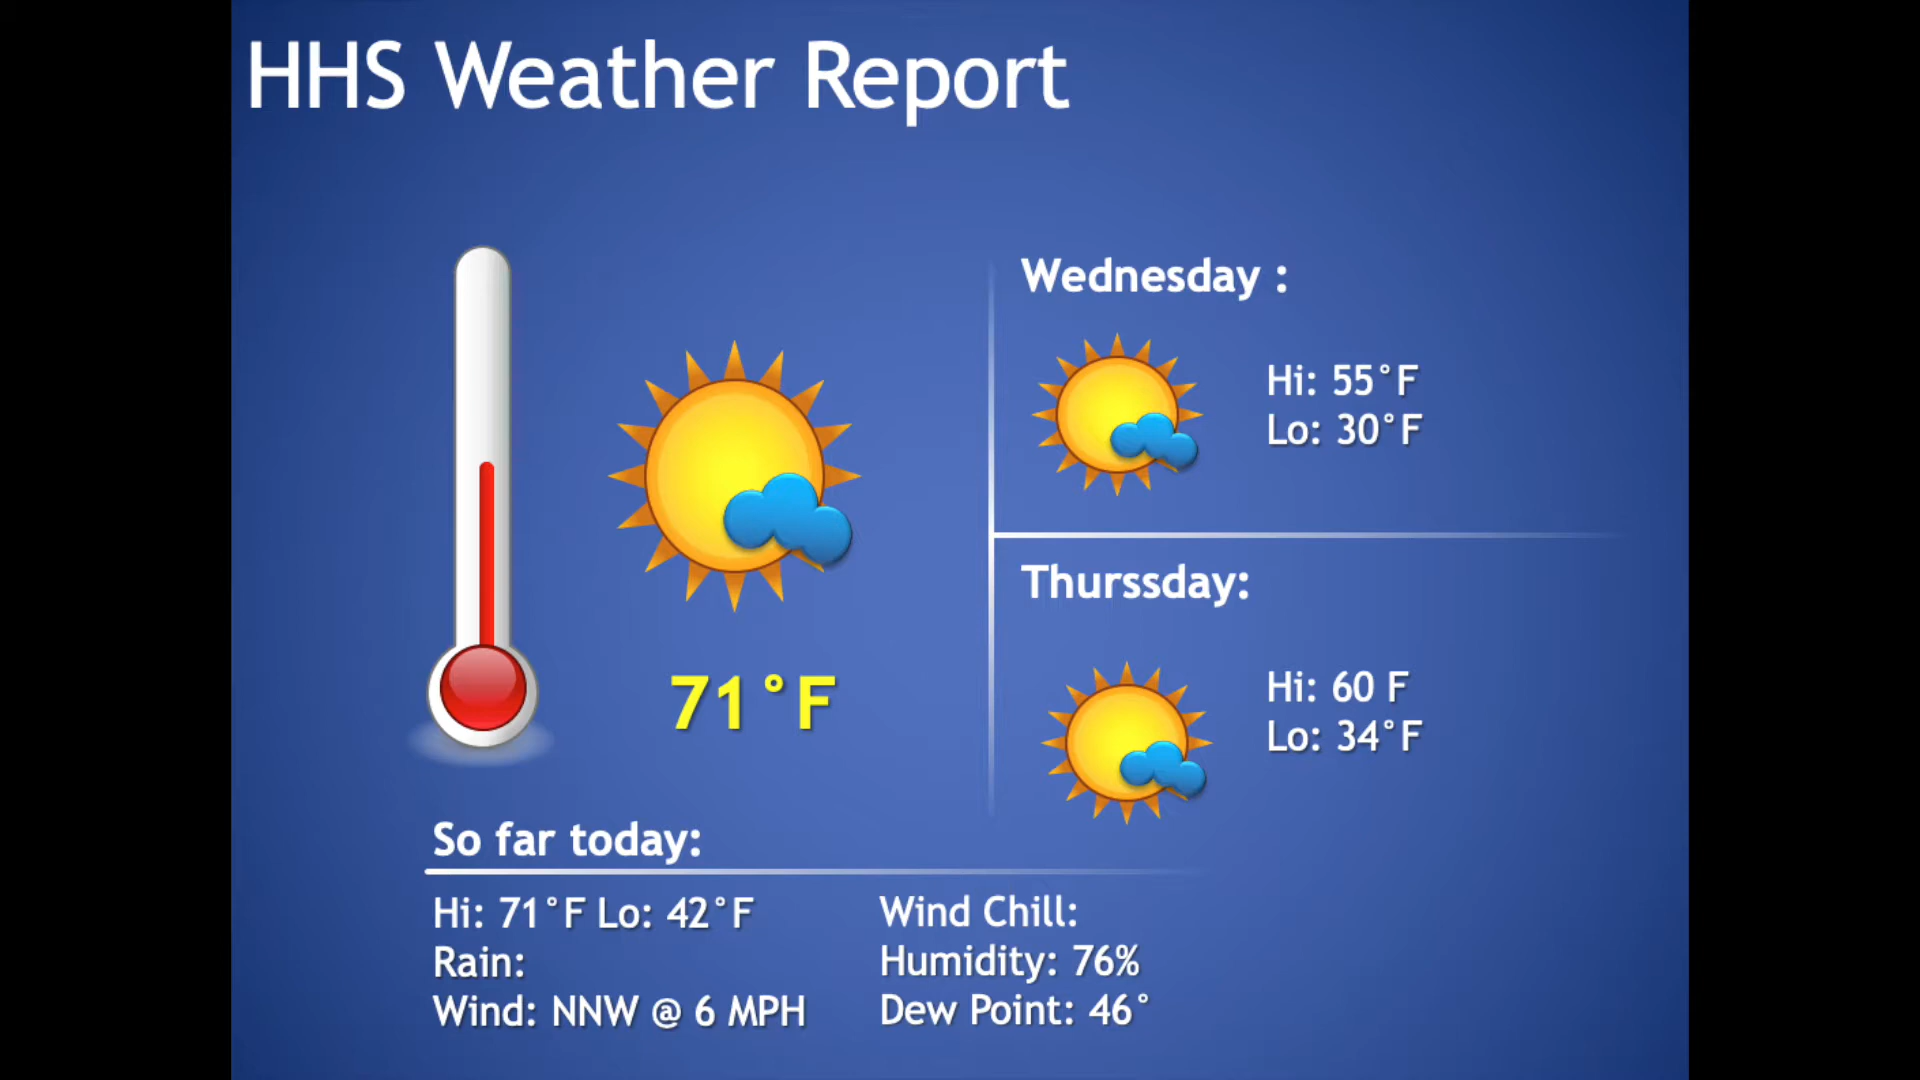 HHS Weather Report
71°F
Wednesday :
Hi: 55°F
Lo: 30°F
Thurssday:
Hi: 60 F
Lo: 34°F
So far today:
Hi: 71°F Lo: 42°F
Rain:
Wind: NNW @ 6 MPH
Wind Chill:
Humidity: 76%
Dew Point: 46°